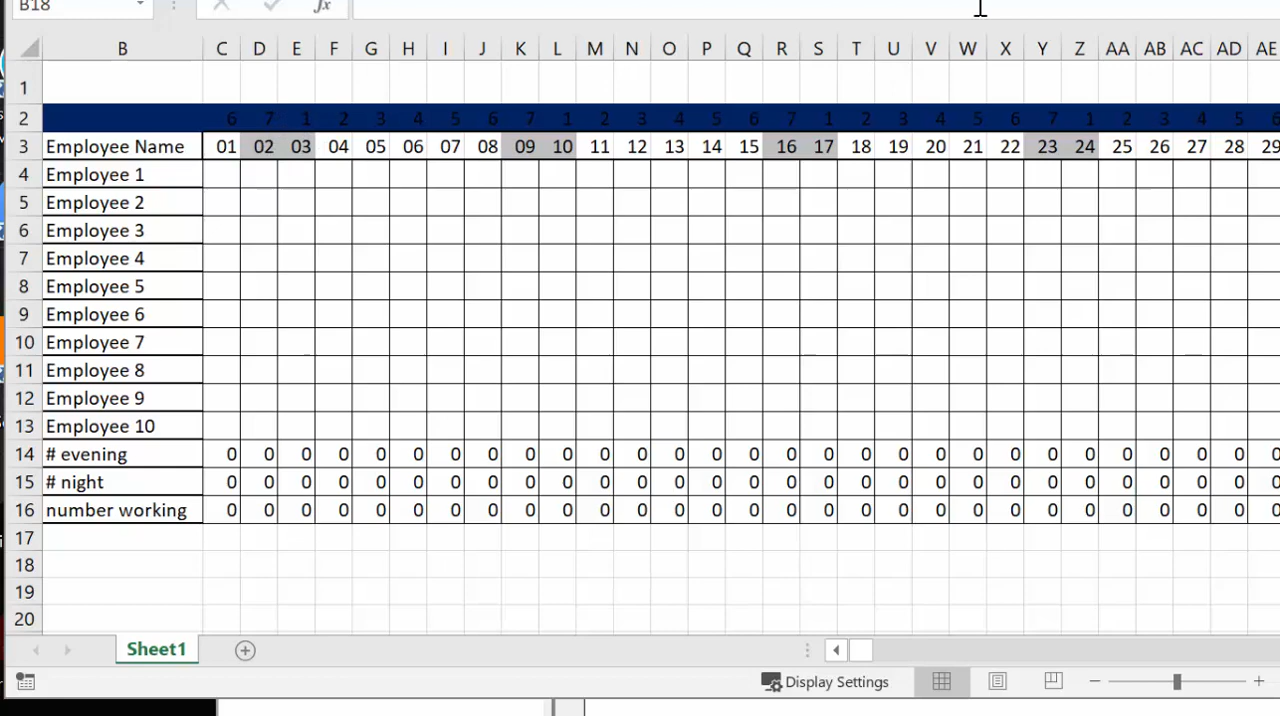 B18 fx
B C D E F G H I J K L M N O P Q R S T U V W X Y Z AA AB AC AD AE
1
2 6 7 1 2 3 4 5 6 7 1 2 3 4 5 6 7 1 2 3 4 5 6 7 1 2 3 4 5
3 Employee Name 01 02 03 04 05 06 07 08 09 10 11 12 13 14 15 16 17 18 19 20 21 22 23 24 25 26 27 28 29
4 Employee 1
5 Employee 2
6 Employee 3
7 Employee 4
8 Employee 5
9 Employee 6
10 Employee 7
11 Employee 8
12 Employee 9
13 Employee 10
14 # evening 0 0 0 0 0 0 0 0 0 0 0 0 0 0 0 0 0 0 0 0 0 0 0 0 0 0 0 0 0
15 # night 0 0 0 0 0 0 0 0 0 0 0 0 0 0 0 0 0 0 0 0 0 0 0 0 0 0 0 0 0
16 number working 0 0 0 0 0 0 0 0 0 0 0 0 0 0 0 0 0 0 0 0 0 0 0 0 0 0 0 0 0
17
18
19
20
Sheet1
Display Settings